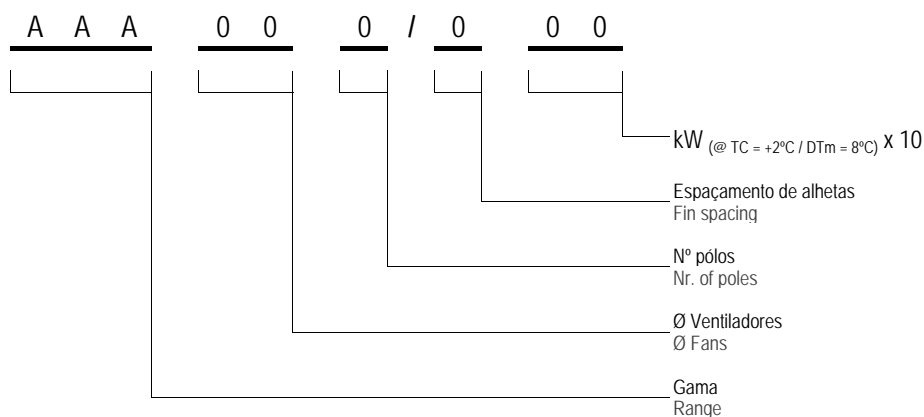 A A A 0 0 0 / 0 0 0
kW (@ TC = +2ºC / DTm = 8ºC) x 10
Espaçamento de alhetas
Fin spacing
Nº pólos
Nr. of poles
Ø Ventiladores
Ø Fans
Gama
Range